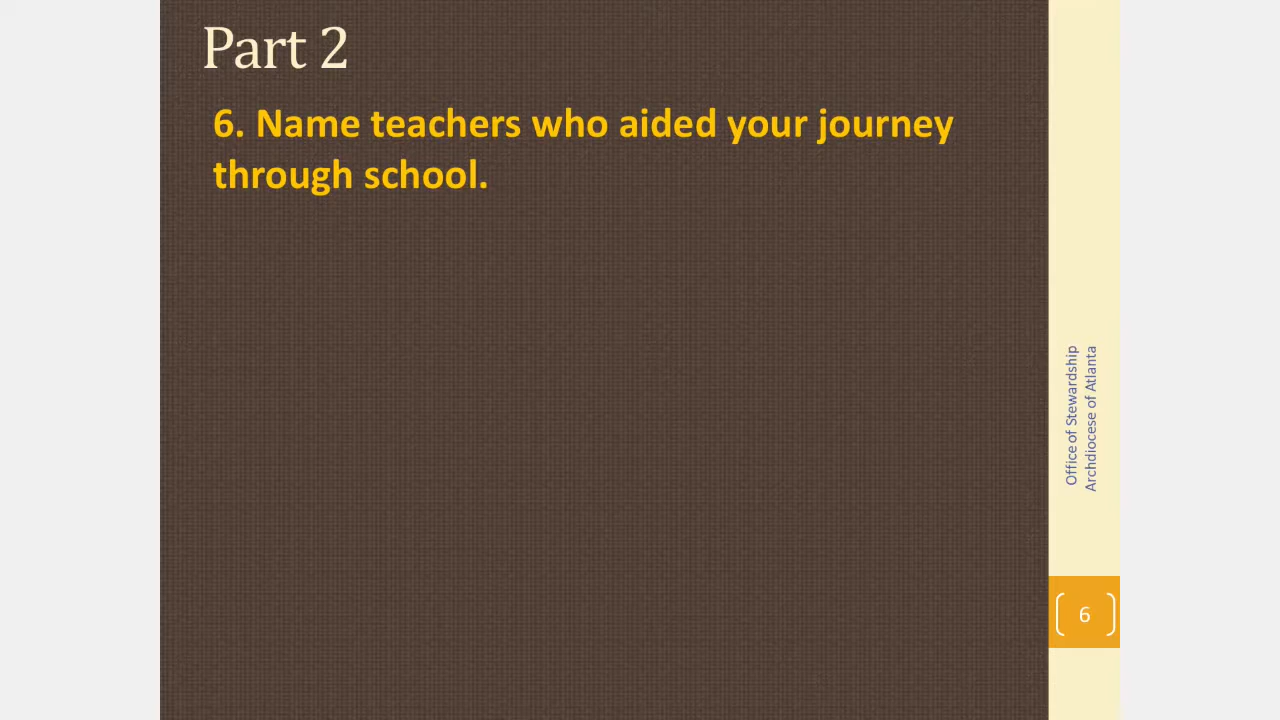 Part 2
6. Name teachers who aided your journey
through school.
Office of Stewardship
Archdiocese of Atlanta
6